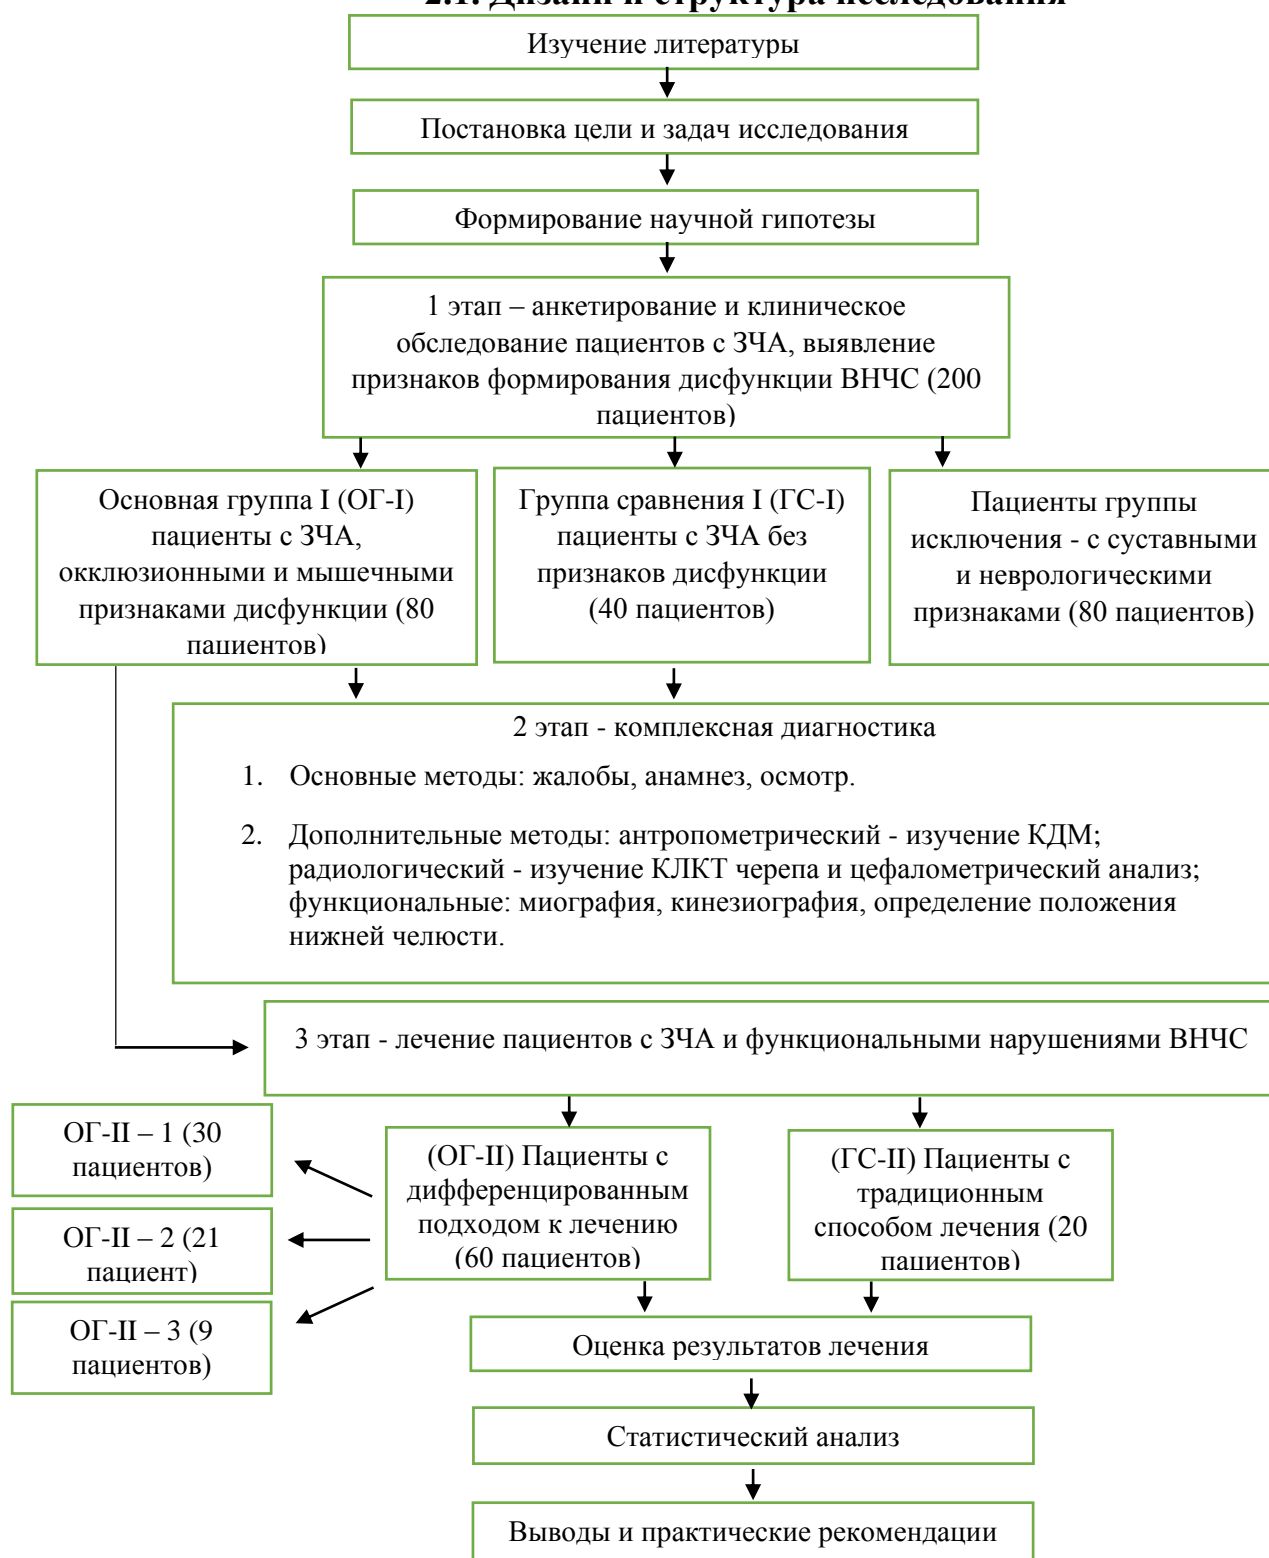 2.1. Дизайн и структура исследования
Изучение литературы
Постановка цели и задач исследования
Формирование научной гипотезы
1 этап – анкетирование и клиническое
обследование пациентов с ЗЧА, выявление
признаков формирования дисфункции ВНЧС (200
пациентов)
Основная группа I (ОГ-I)
пациенты с ЗЧА,
окклюзионными и мышечными
признаками дисфункции (80
пациентов)
Группа сравнения I (ГС-I)
пациенты с ЗЧА без
признаков дисфункции
(40 пациентов)
Пациенты группы
исключения - с суставными
и неврологическими
признаками (80 пациентов)
2 этап - комплексная диагностика
1. Основные методы: жалобы, анамнез, осмотр.
2. Дополнительные методы: антропометрический - изучение КДМ;
радиологический - изучение КЛКТ черепа и цефалометрический анализ;
функциональные: миография, кинезиография, определение положения
нижней челюсти.
3 этап - лечение пациентов с ЗЧА и функциональными нарушениями ВНЧС
ОГ-II – 1 (30
пациентов)
ОГ-II – 2 (21
пациент)
ОГ-II – 3 (9
пациентов)
(ОГ-II) Пациенты с
дифференцированным
подходом к лечению
(60 пациентов)
(ГС-II) Пациенты с
традиционным
способом лечения (20
пациентов)
Оценка результатов лечения
Статистический анализ
Выводы и практические рекомендации